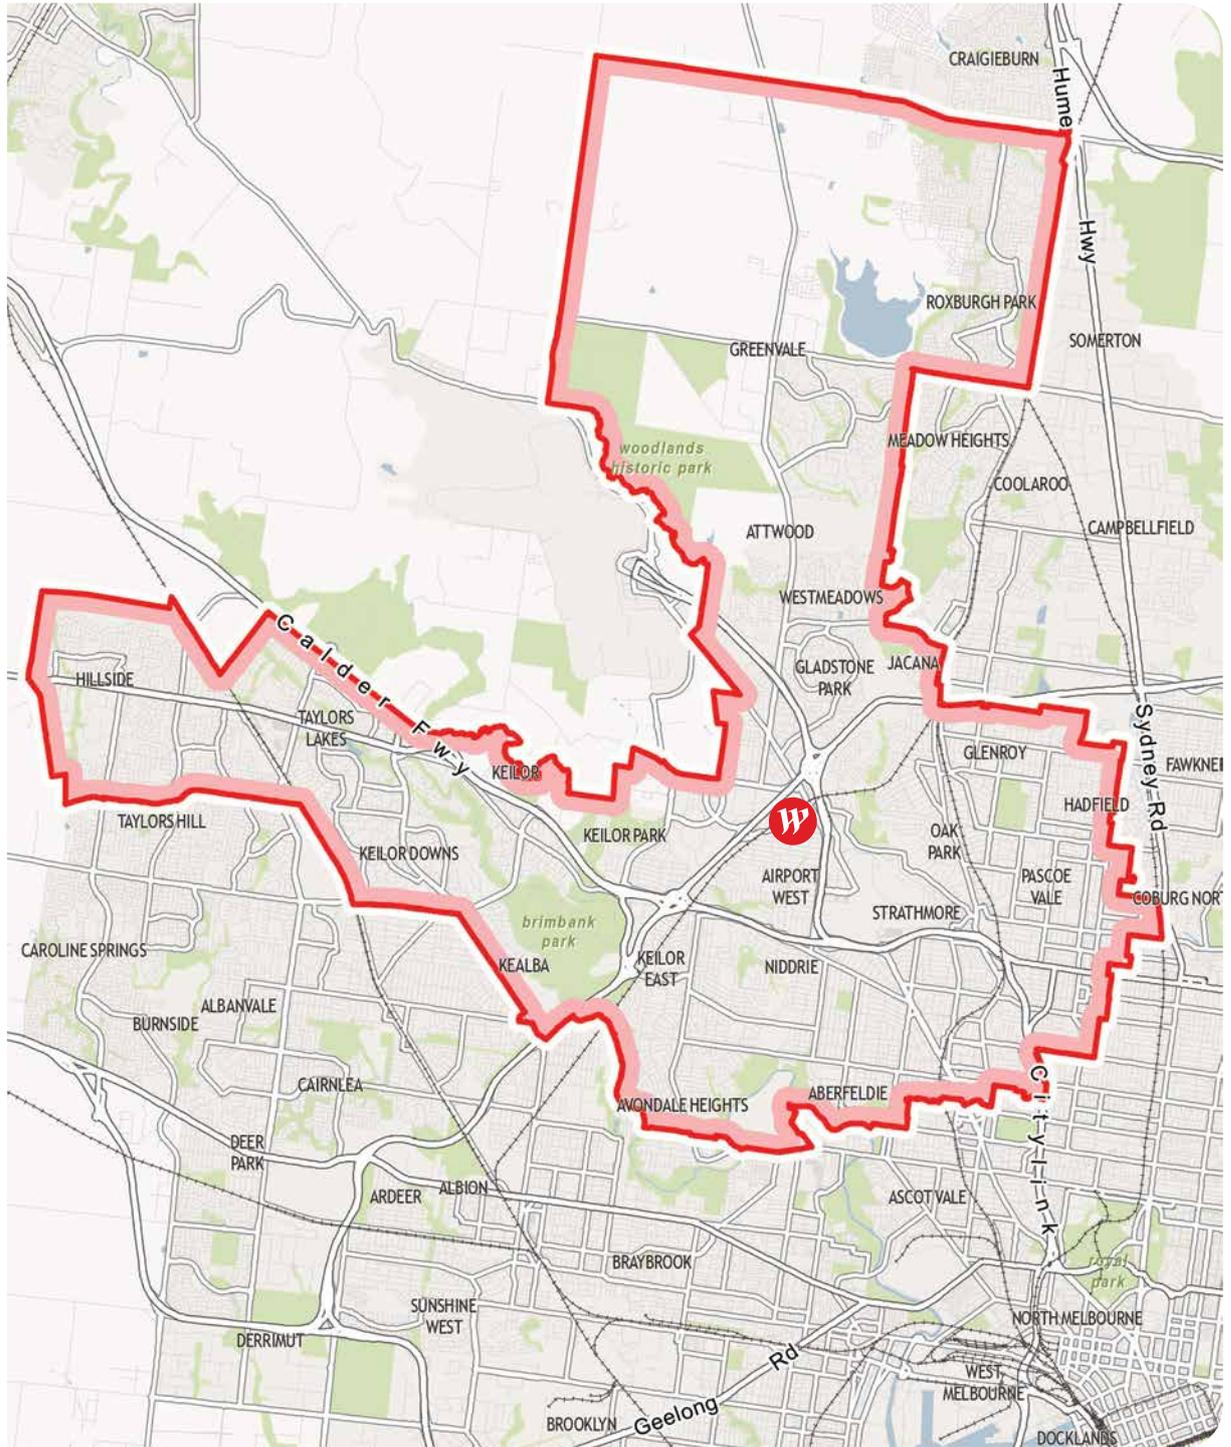 CRAIGIEBURN
Hume
Hwy
ROXBURGH PARK
SOMERTON
GREENVALE
MEADOW HEIGHTS
woodlands
historic park
COOLAROO
ATTWOOD
CAMPBELLFIELD
WESTMEADOWS
Calder Fwy
GLADSTONE
PARK
JACANA
HILLSIDE
TAYLORS
LAKES
Sydney Rd
GLENROY
KEILOR
HADFIELD
TAYLORS HILL
W
KEILOR PARK
OAK
PARK
KEILOR DOWNS
AIRPORT
WEST
PASCOE
VALE
COBURG NOR
STRATHMORE
brimbank
park
CAROLINE SPRINGS
KEALBA
KEILOR
EAST
NIDDRIE
ALBANVALE
BURNSIDE
CAIRNLEA
Citylink
ABERFELDIE
AVONDALE HEIGHTS
DEER
PARK
ARDEER
ALBION
ASCOT VALE
BRAYBROOK
royal
park
SUNSHINE
WEST
NORTH MELBOURNE
DERRIMUT
Geelong Rd
WEST
MELBOURNE
BROOKLYN
DOCKLANDS